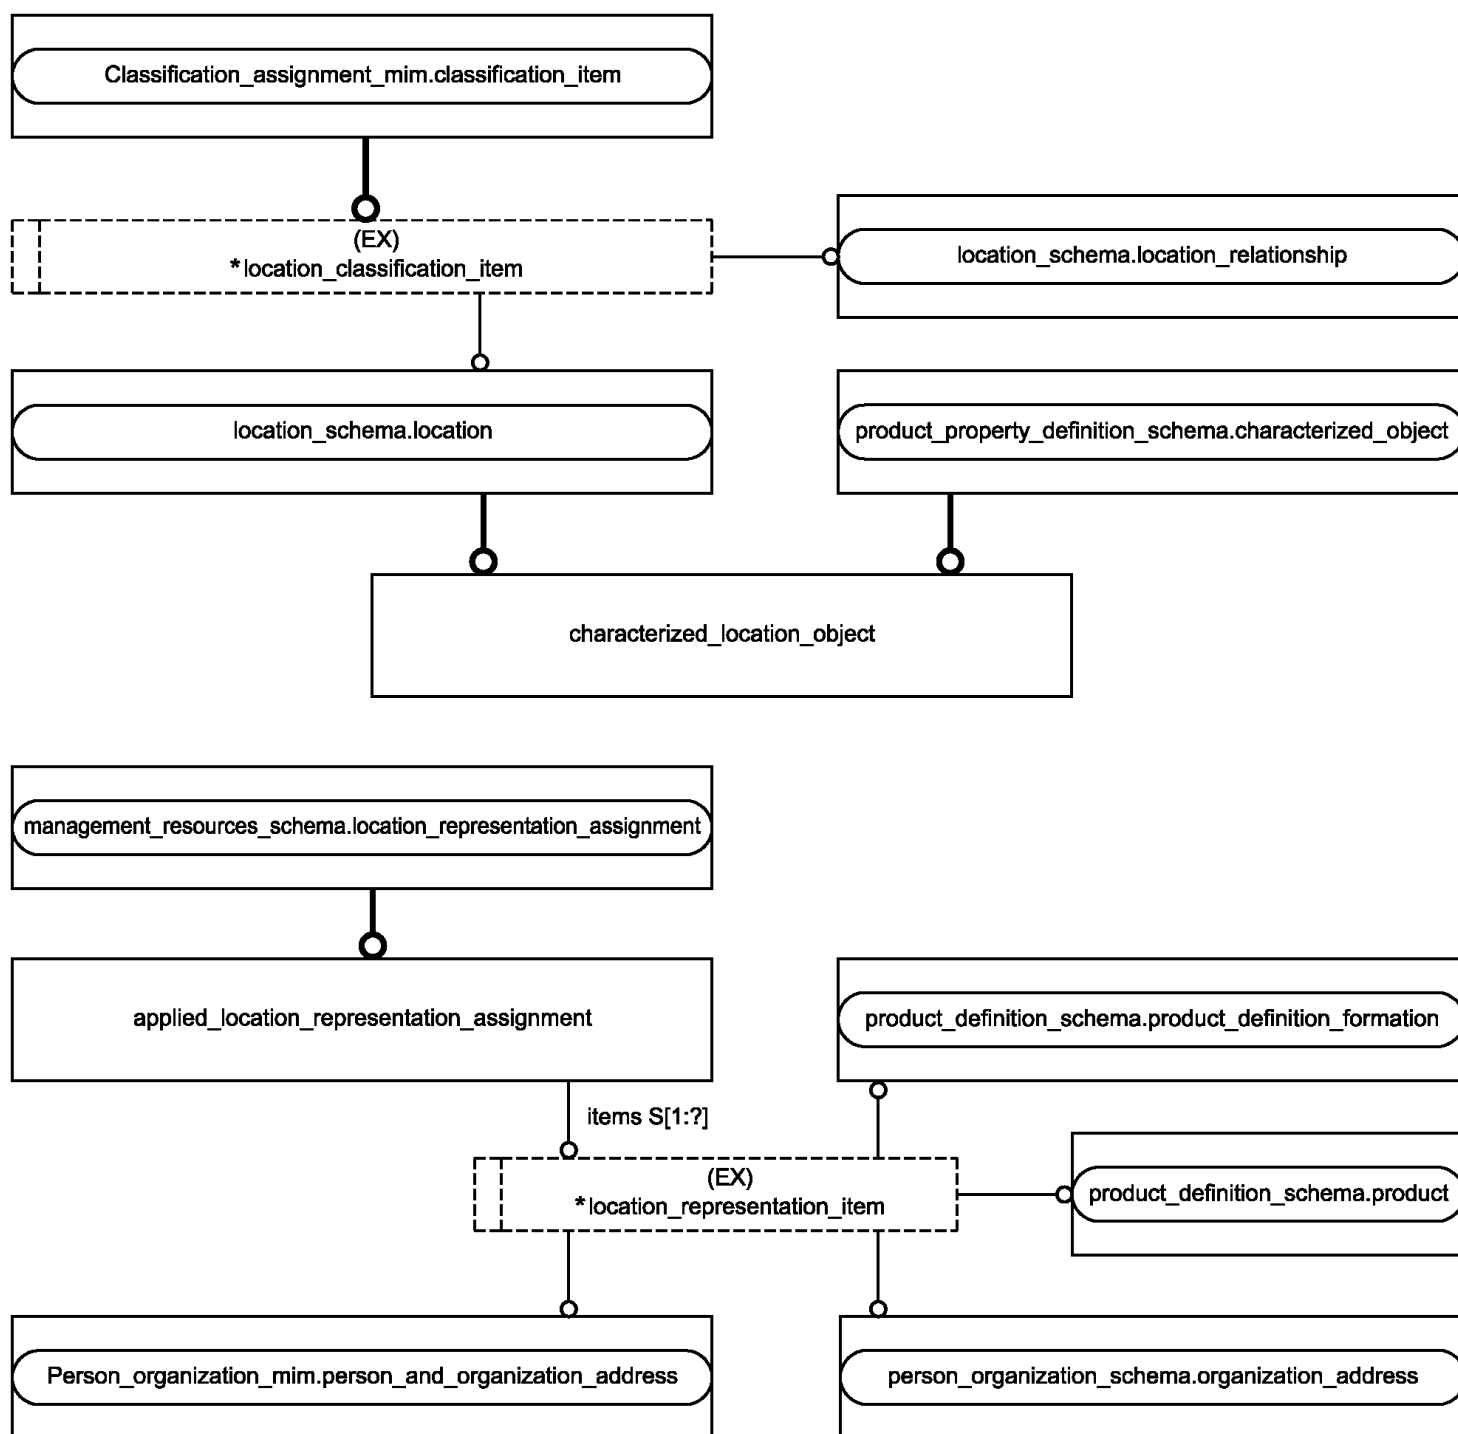 Classification_assignment_mim.classification_item
(EX)
*location_classification_item
location_schema.location_relationship
location_schema.location
product_property_definition_schema.characterized_object
characterized_location_object
management_resources_schema.location_representation_assignment
applied_location_representation_assignment
product_definition_schema.product_definition_formation
items S[1:?]
(EX)
*location_representation_item
product_definition_schema.product
Person_organization_mim.person_and_organization_address
person_organization_schema.organization_address